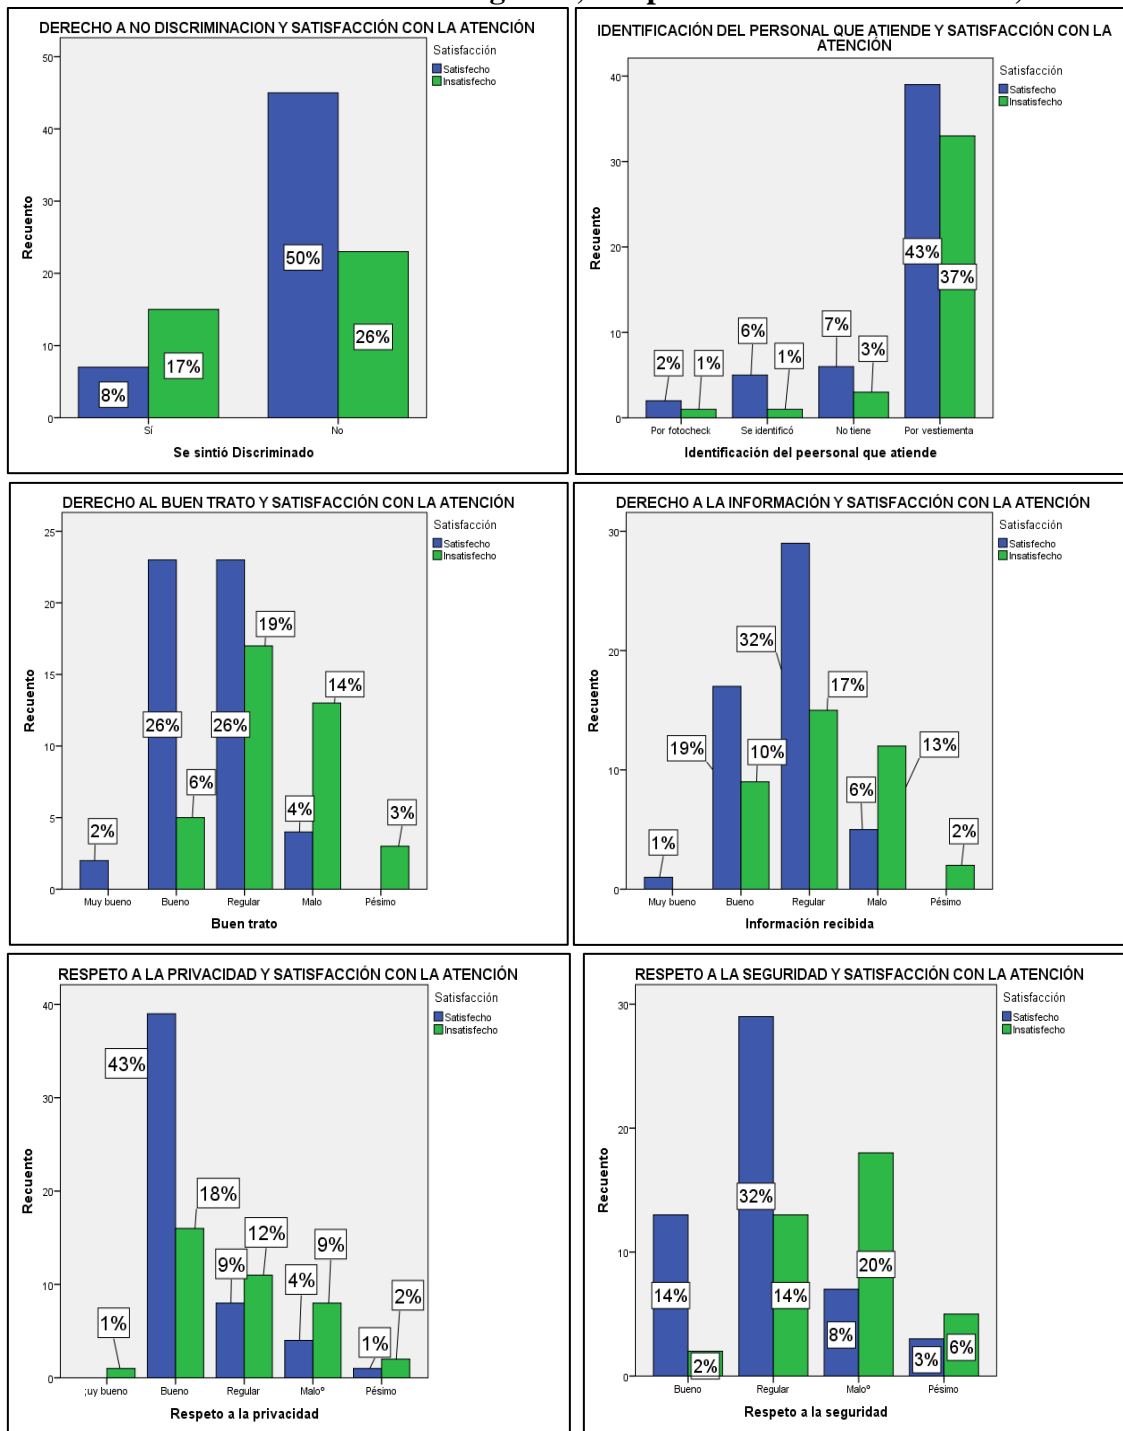 DERECHO A NO DISCRIMINACION Y SATISFACCIÓN CON LA ATENCIÓN
Satisfacción
Satisfecho
Insatisfecho
Recuento
50
40
30
20
10
0
8%
17%
50%
26%
Sí
No
Se sintió Discriminado
IDENTIFICACIÓN DEL PERSONAL QUE ATIENDE Y SATISFACCIÓN CON LA
ATENCIÓN
Satisfacción
Satisfecho
Insatisfecho
Recuento
40
30
20
10
0
2%
1%
6%
1%
7%
3%
43%
37%
Por fotocheck
Se identificó
No tiene
Por vestiementa
Identificación del peersonal que atiende
DERECHO AL BUEN TRATO Y SATISFACCIÓN CON LA ATENCIÓN
Satisfacción
Satisfecho
Insatisfecho
Recuento
25
20
15
10
5
0
2%
26%
6%
26%
19%
4%
14%
3%
Muy bueno
Bueno
Regular
Malo
Pésimo
Buen trato
DERECHO A LA INFORMACIÓN Y SATISFACCIÓN CON LA ATENCIÓN
Satisfacción
Satisfecho
Insatisfecho
Recuento
30
20
10
0
1%
19%
10%
32%
17%
6%
13%
2%
Muy bueno
Bueno
Regular
Malo
Pésimo
Información recibida
RESPETO A LA PRIVACIDAD Y SATISFACCIÓN CON LA ATENCIÓN
Satisfacción
Satisfecho
Insatisfecho
Recuento
40
30
20
10
0
1%
43%
18%
9%
12%
4%
9%
1%
2%
;uy bueno
Bueno
Regular
Maloº
Pésimo
Respeto a la privacidad
RESPETO A LA SEGURIDAD Y SATISFACCIÓN CON LA ATENCIÓN
Satisfacción
Satisfecho
Insatisfecho
Recuento
30
20
10
0
14%
2%
32%
14%
8%
20%
3%
6%
Bueno
Regular
Maloº
Pésimo
Respeto a la seguridad